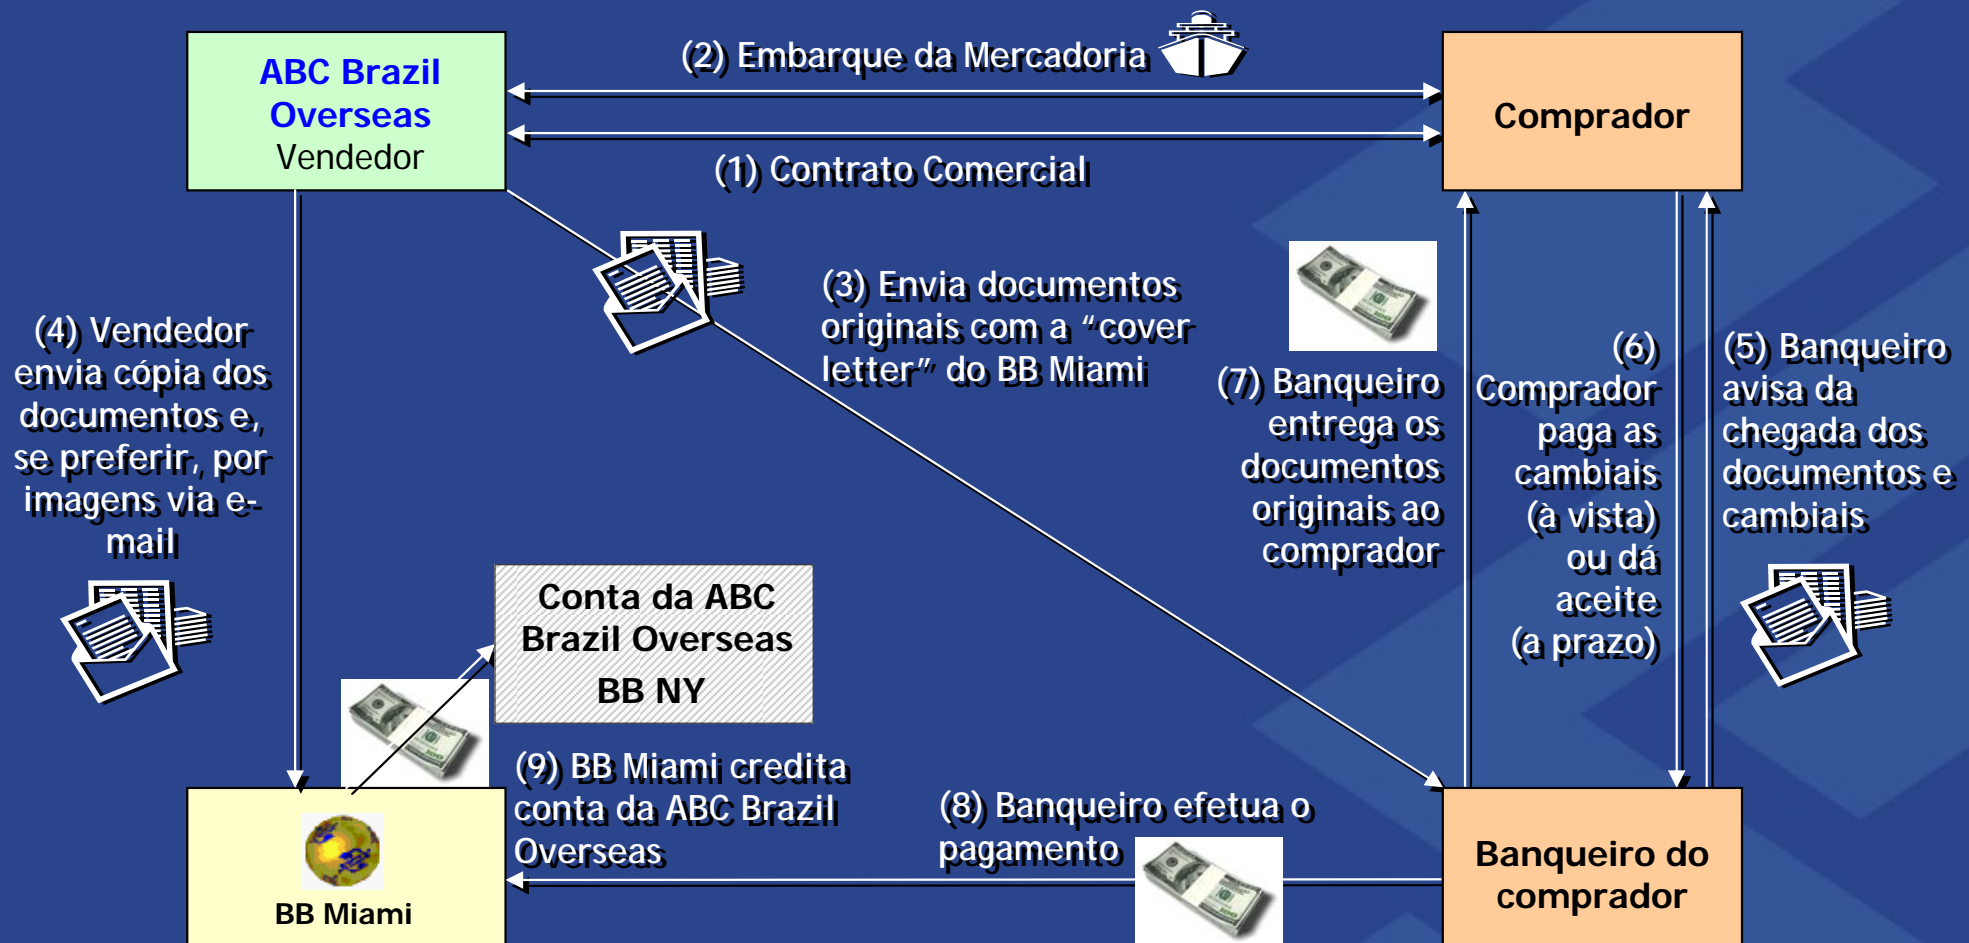 ABC Brazil
Overseas
Vendedor
(2) Embarque da Mercadoria
(1) Contrato Comercial
Comprador
(3) Envia documentos
originais com a “cover
letter” do BB Miami
(4) Vendedor
envia cópia dos
documentos e,
se preferir, por
imagens via e-
mail
(7) Banqueiro
entrega os
documentos
originais ao
comprador
(6)
Comprador
paga as
cambiais
(à vista)
ou dá
aceite
(a prazo)
(5) Banqueiro
avisa da
chegada dos
documentos e
cambiais
Conta da ABC
Brazil Overseas
BB NY
(9) BB Miami credita
conta da ABC Brazil
Overseas
(8) Banqueiro efetua o
pagamento
BB Miami
Banqueiro do
comprador